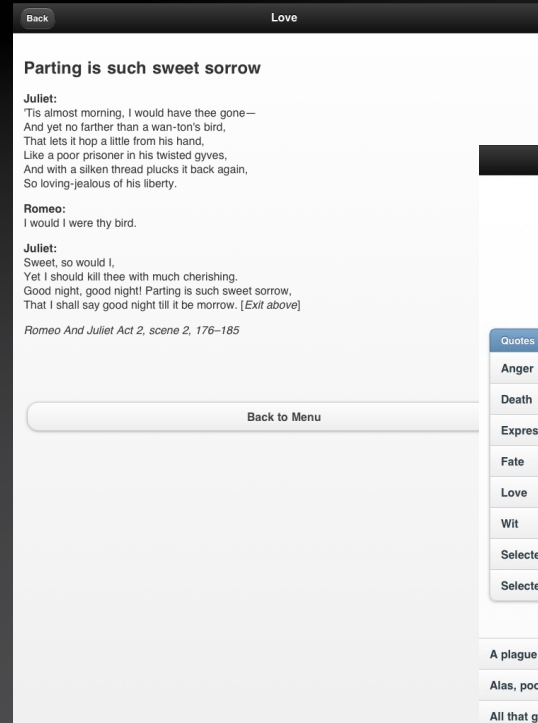 Back
Love
Parting is such sweet sorrow
Juliet:
'Tis almost morning, I would have thee gone—
And yet no farther than a wan-ton's bird,
That lets it hop a little from his hand,
Like a poor prisoner in his twisted gyves,
And with a silken thread plucks it back again,
So loving-jealous of his liberty.
Romeo:
I would I were thy bird.
Juliet:
Sweet, so would I,
Yet I should kill thee with much cherishing.
Good night, good night! Parting is such sweet sorrow,
That I shall say good night till it be morrow. [Exit above]
Romeo And Juliet Act 2, scene 2, 176–185
Back to Menu
Quotes
Anger
Death
Fate
Love
Wit
A plague
Alas,
All that